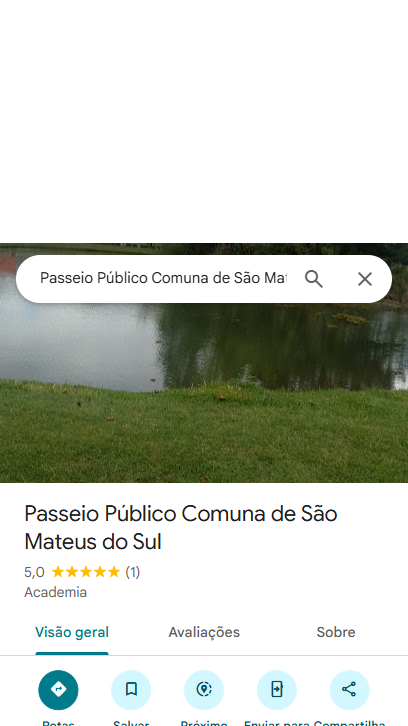 Passeio Público Comuna de São Mat
Passeio Público Comuna de São
Mateus do Sul
5,0 (1)
Academia
Visão geral Avaliações Sobre
Rotas Salvar Próximo Enviar para Compartilha